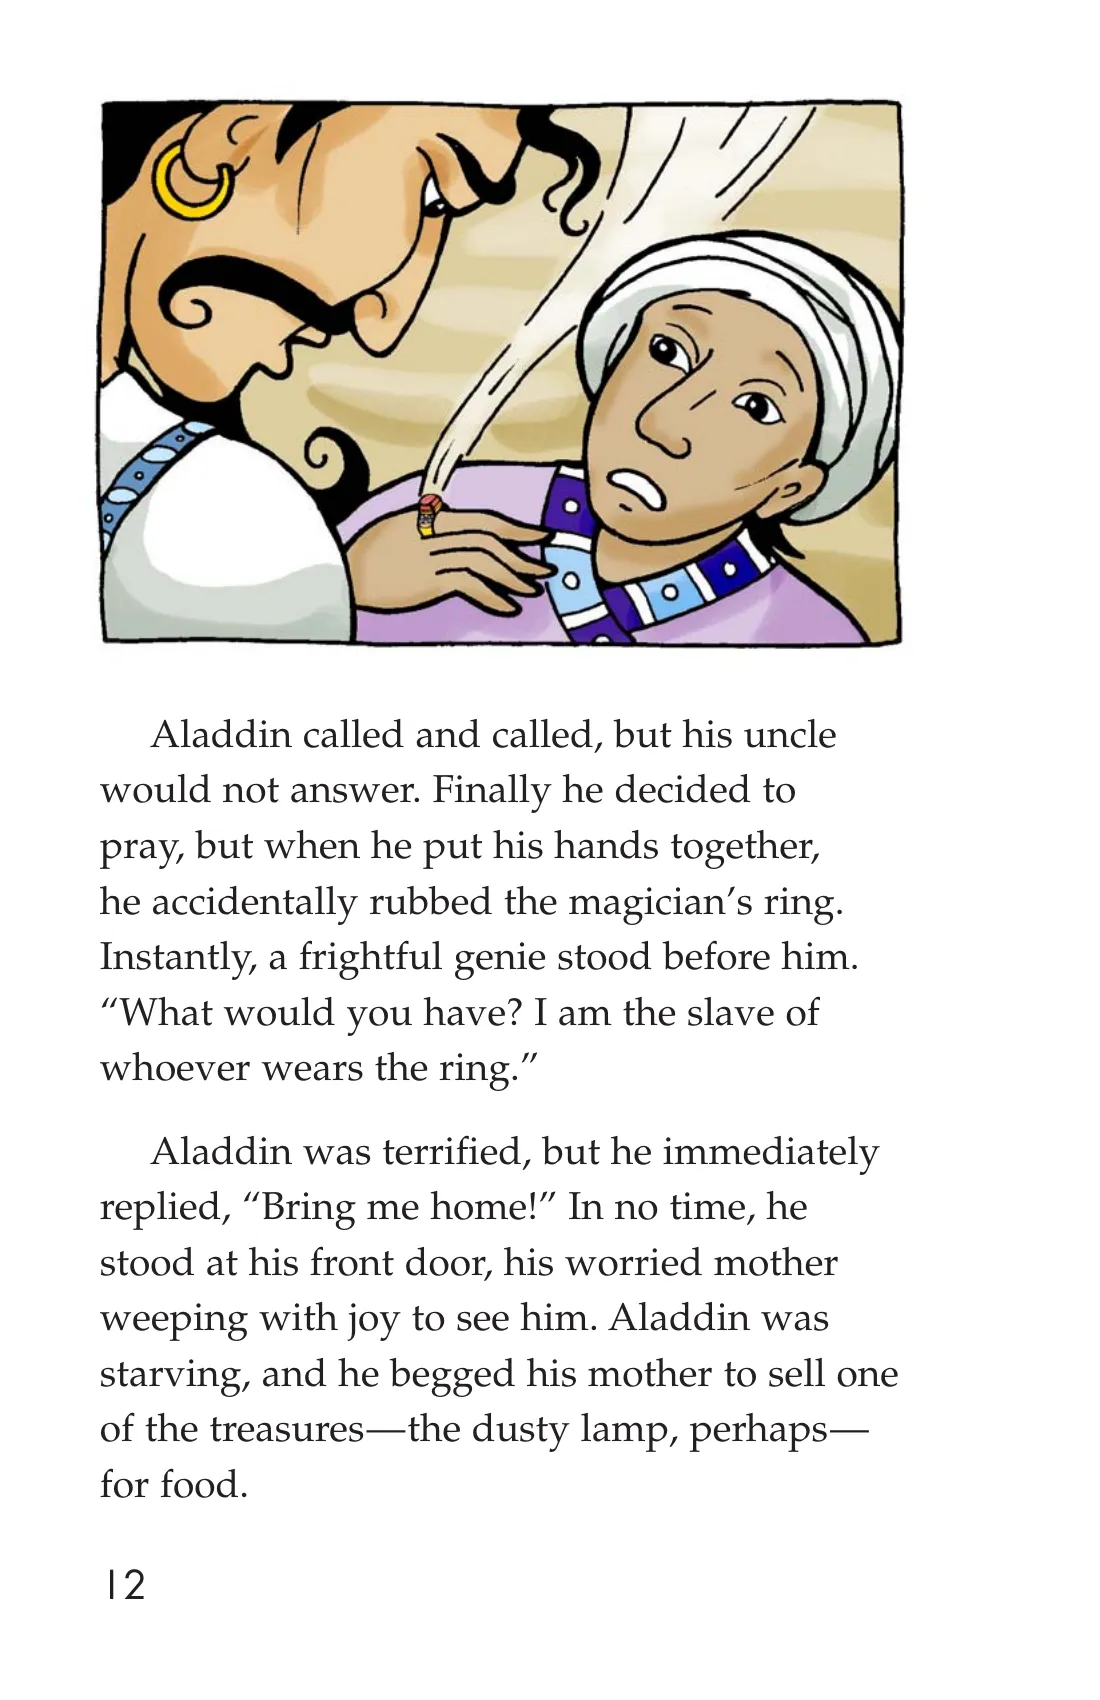 Aladdin called and called, but his uncle
would not answer. Finally he decided to
pray, but when he put his hands together,
he accidentally rubbed the magician’s ring.
Instantly, a frightful genie stood before him.
“What would you have? I am the slave of
whoever wears the ring.”
Aladdin was terrified, but he immediately
replied, “Bring me home!” In no time, he
stood at his front door, his worried mother
weeping with joy to see him. Aladdin was
starving, and he begged his mother to sell one
of the treasures—the dusty lamp, perhaps—
for food.
12